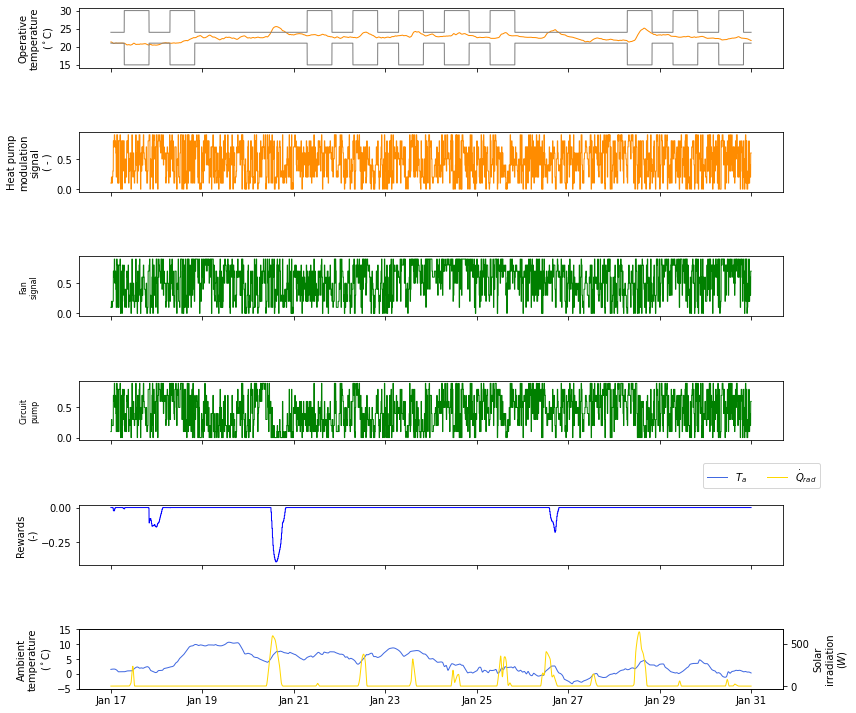 Operative
temperature
(°C)
30
25
20
15
Heat pump
modulation
signal
( - )
0.5
0.0
Fan
signal
0.5
0.0
Circuit
pump
0.5
0.0
T_a
Q̇_rad
Rewards
(-)
0.00
−0.25
Ambient
temperature
(°C)
15
10
5
0
−5
500
0
Solar
irradiation
(W)
Jan 17 Jan 19 Jan 21 Jan 23 Jan 25 Jan 27 Jan 29 Jan 31